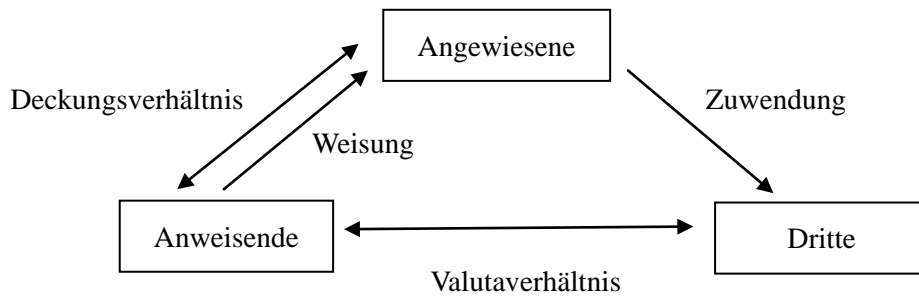 Angewiesene
Deckungsverhältnis
Zuwendung
Weisung
Anweisende
Dritte
Valutaverhältnis